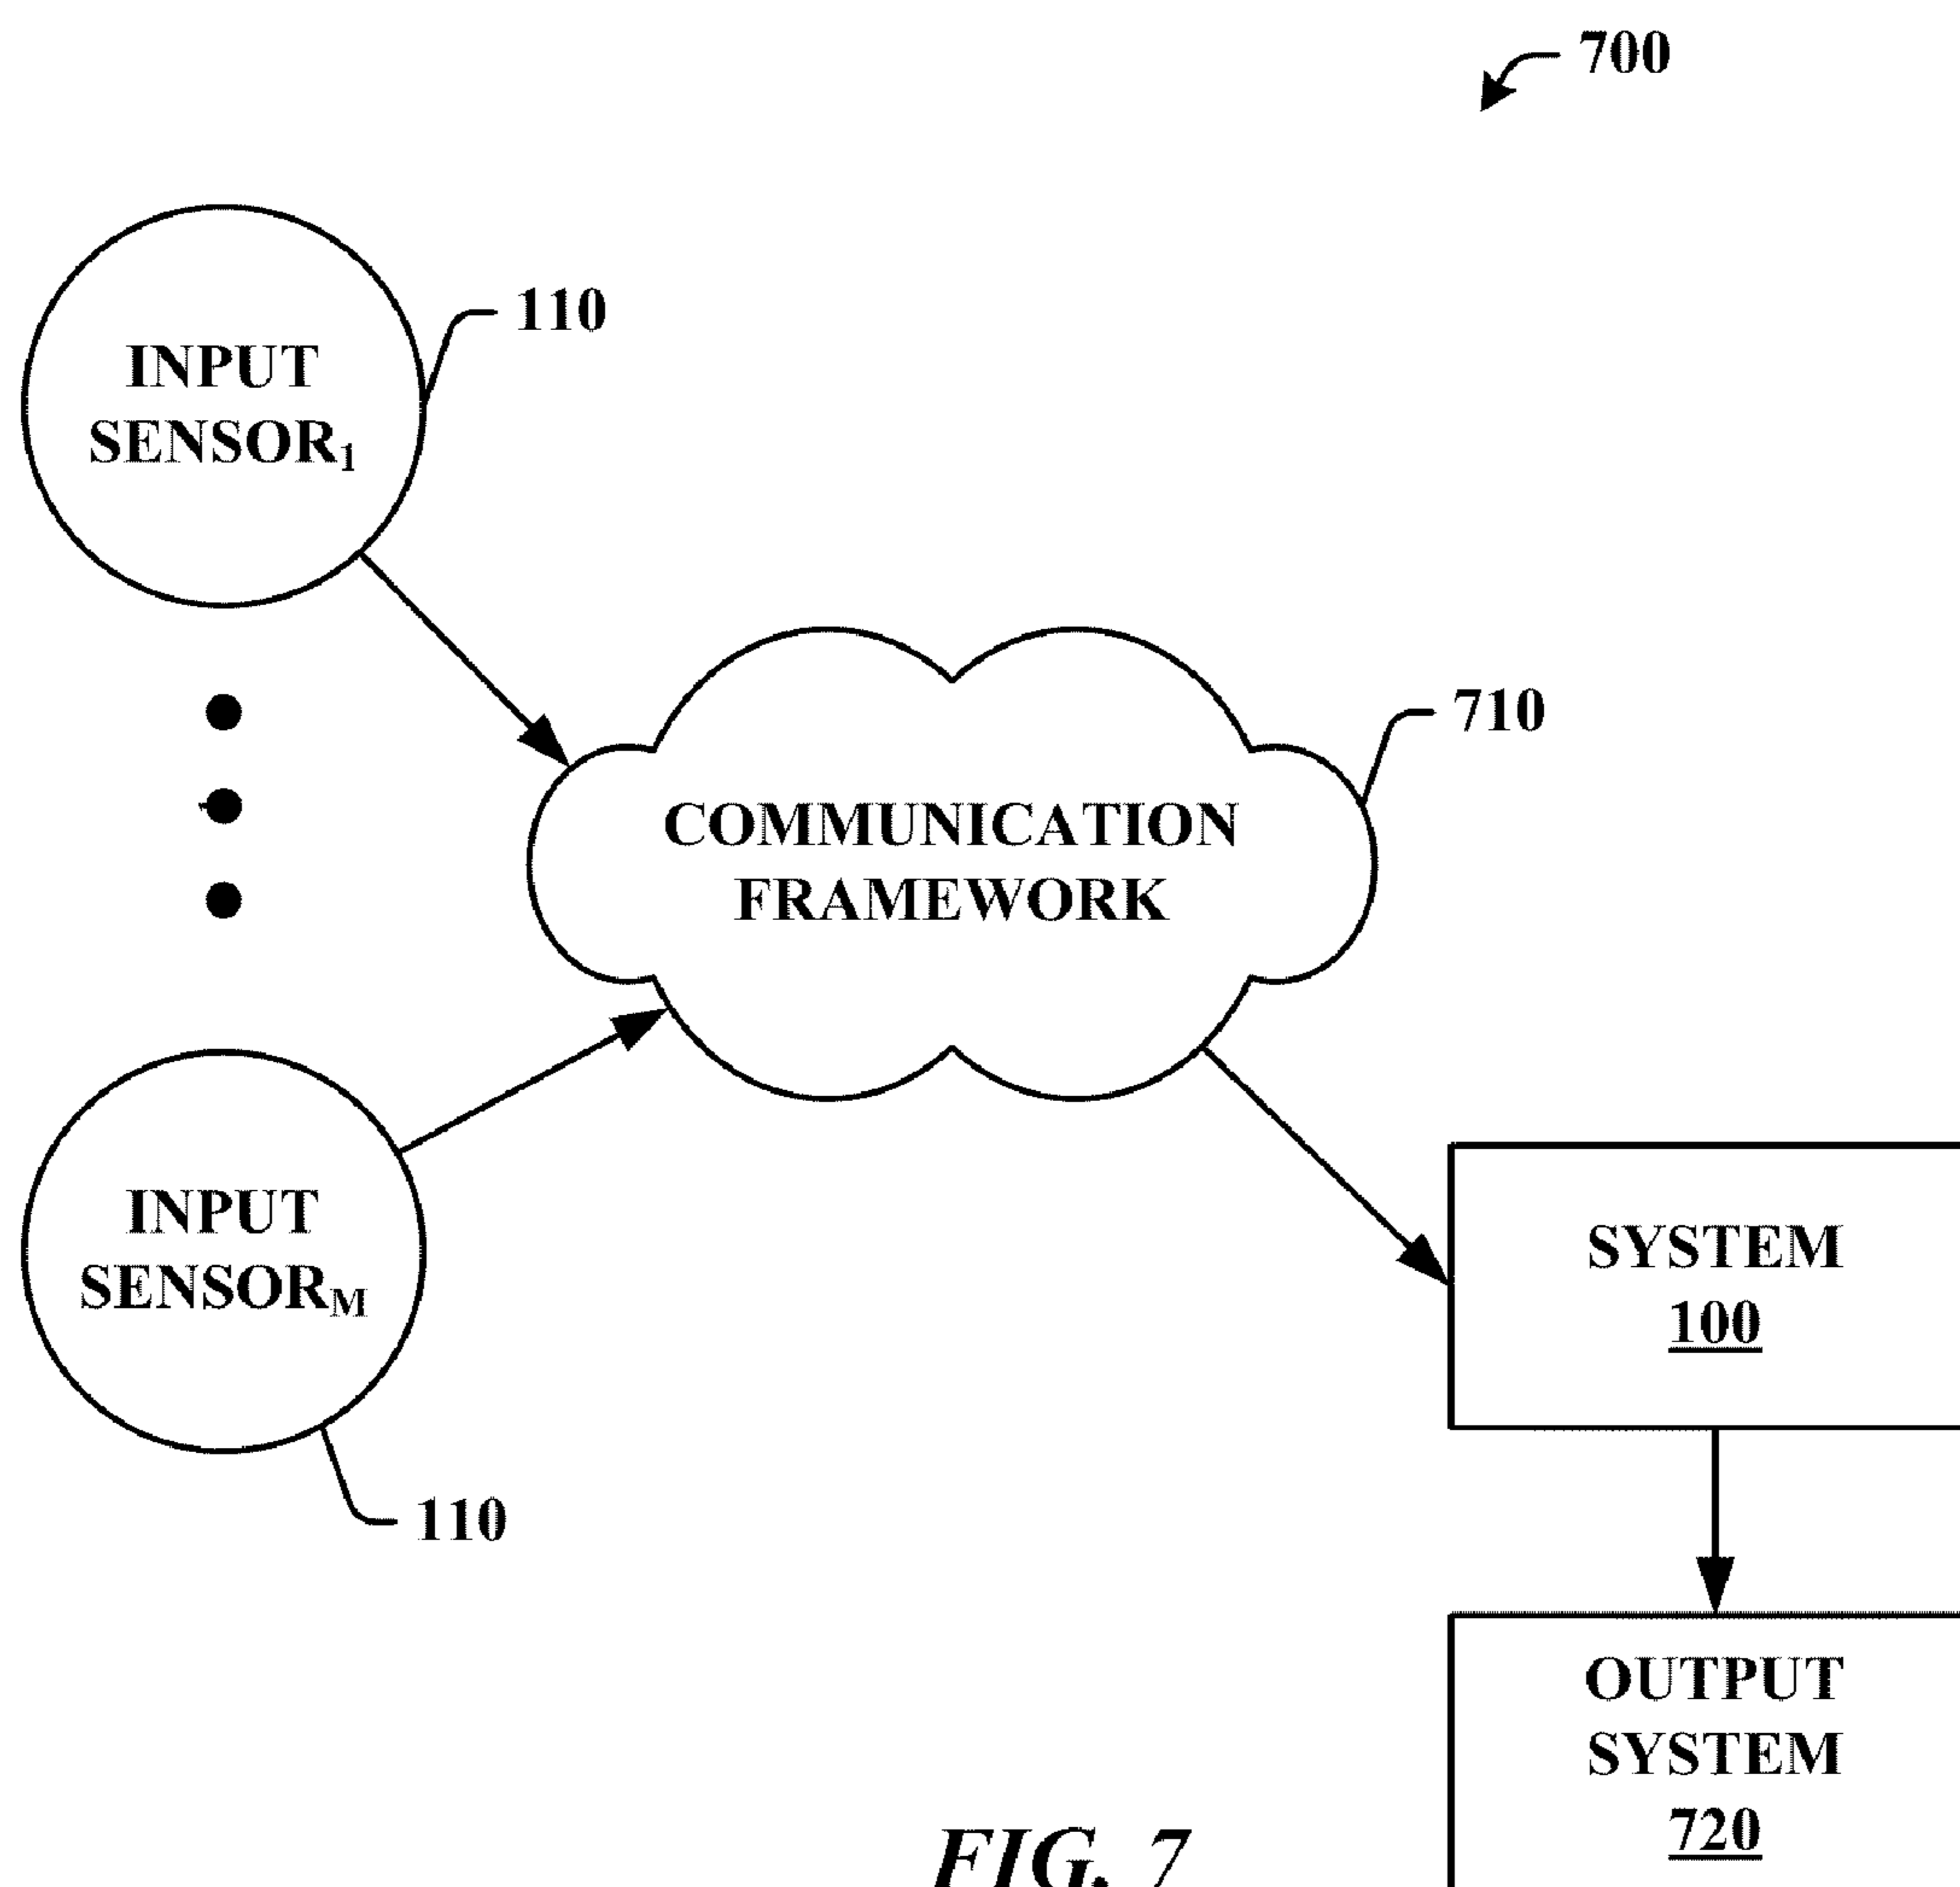 700
110
INPUT
SENSOR₁
710
COMMUNICATION
FRAMEWORK
INPUT
SENSORM
SYSTEM
100
110
OUTPUT
SYSTEM
720
FIG. 7